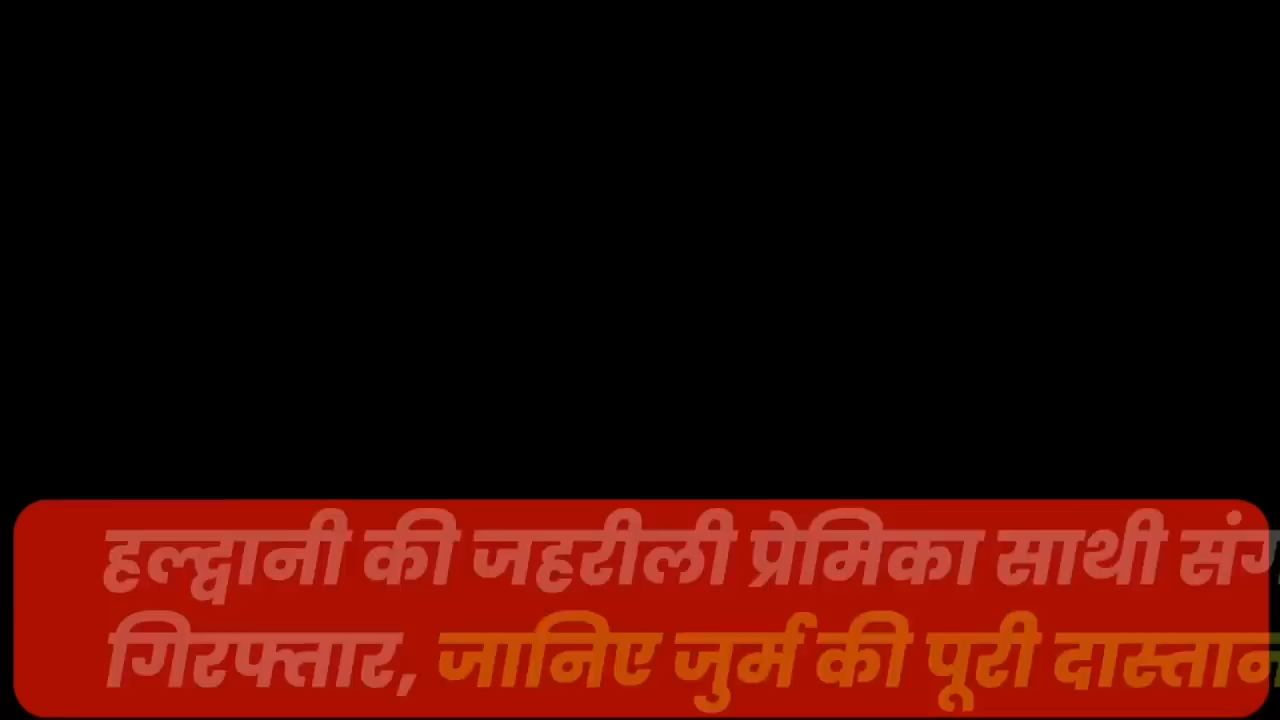 हल्द्वानी की जहरीली प्रेमिका साथी संग
गिरफ्तार, जानिए जुर्म की पूरी दास्तान